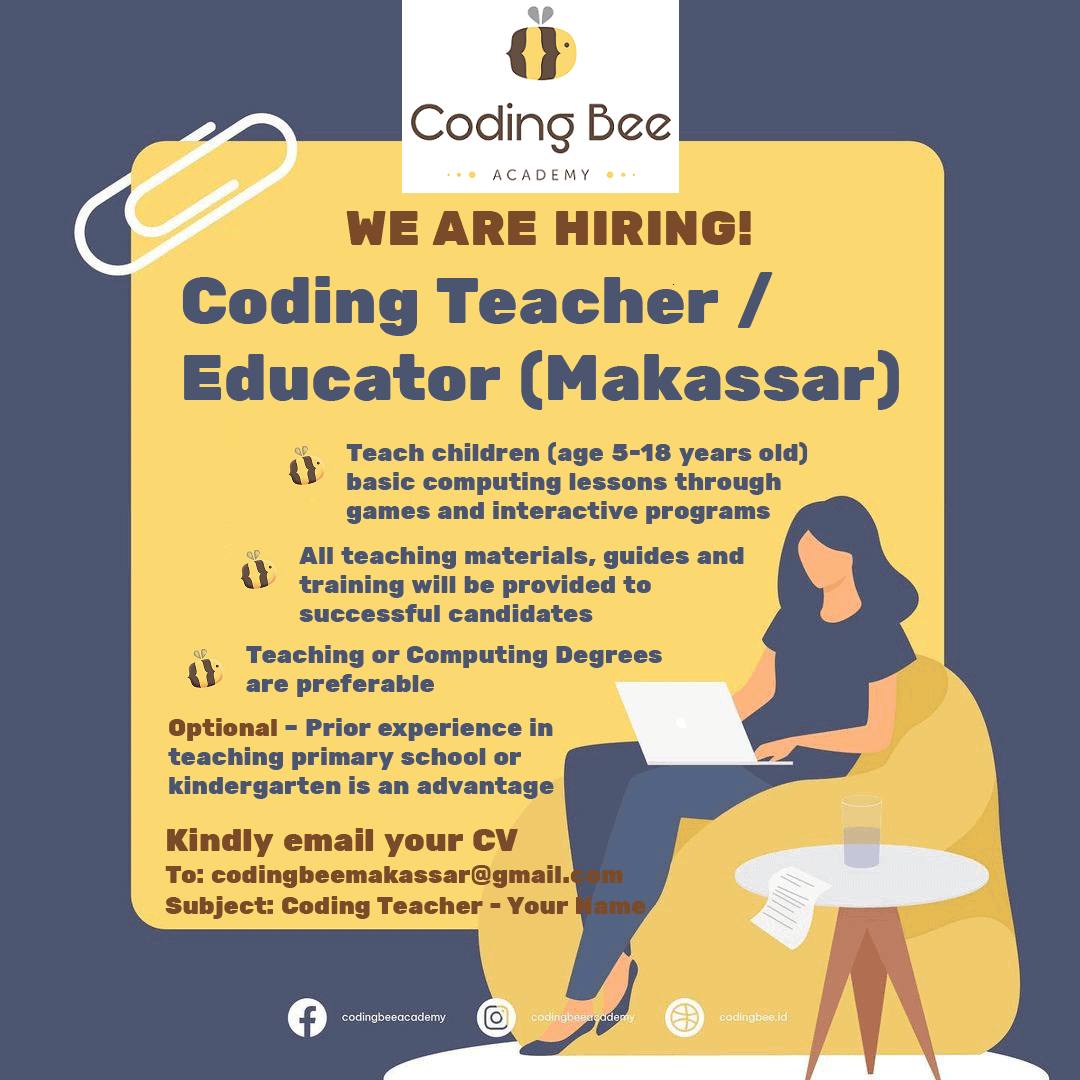 Coding Bee
ACADEMY
WE ARE HIRING!
Coding Teacher /
Educator (Makassar)
Teach children (age 5-18 years old)
basic computing lessons through
games and interactive programs
All teaching materials, guides and
training will be provided to
successful candidates
Teaching or Computing Degrees
are preferable
Optional - Prior experience in
teaching primary school or
kindergarten is an advantage
Kindly email your CV
To: codingbeemakassar@gmail.com
Subject: Coding Teacher - Your Name
codingbeeacademy
codingbeeacademy
codingbee.id